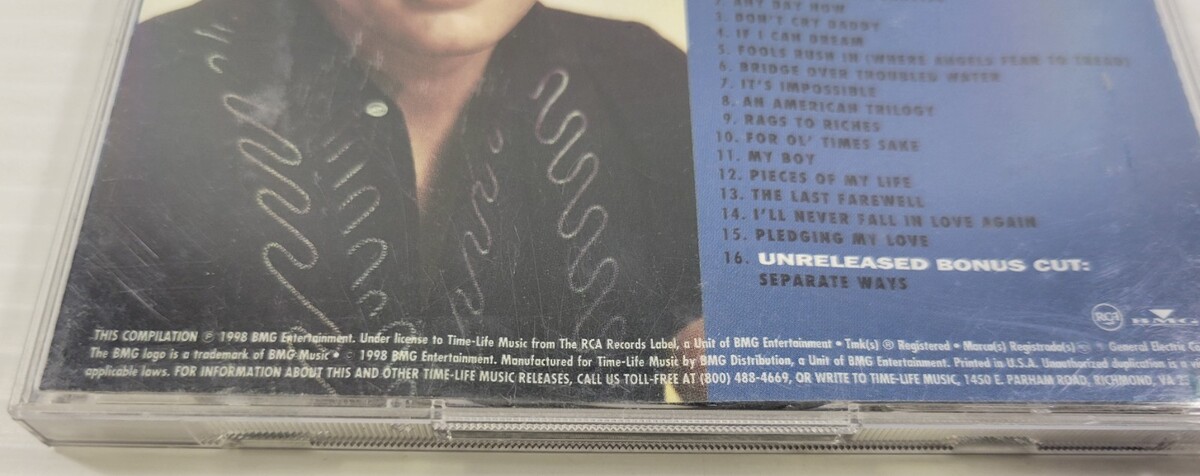 2. ANY DAY NOW
3. DON'T CRY DADDY
4. IF I CAN DREAM
5. FOOLS RUSH IN (WHERE ANGELS FEAR TO TREAD)
6. BRIDGE OVER TROUBLED WATER
7. IT'S IMPOSSIBLE
8. AN AMERICAN TRILOGY
9. RAGS TO RICHES
10. FOR OL' TIMES SAKE
11. MY BOY
12. PIECES OF MY LIFE
13. THE LAST FAREWELL
14. I'LL NEVER FALL IN LOVE AGAIN
15. PLEDGING MY LOVE
16. UNRELEASED BONUS CUT:
SEPARATE WAYS
RCA BMG
THIS COMPILATION ℗ 1998 BMG Entertainment. Under license to Time-Life Music from The RCA Records Label, a Unit of BMG Entertainment • Tmk(s) ® Registered • Marca(s) Registrada(s) General Electric
The BMG logo is a trademark of BMG Music • © 1998 BMG Entertainment. Manufactured for Time-Life Music by BMG Distribution, a Unit of BMG Entertainment. Printed in U.S.A. Unauthorized duplication is
applicable laws. FOR INFORMATION ABOUT THIS AND OTHER TIME-LIFE MUSIC RELEASES, CALL US TOLL-FREE AT (800) 488-4669, OR WRITE TO TIME-LIFE MUSIC, 1450 E. PARHAM ROAD, RICHMOND, VA